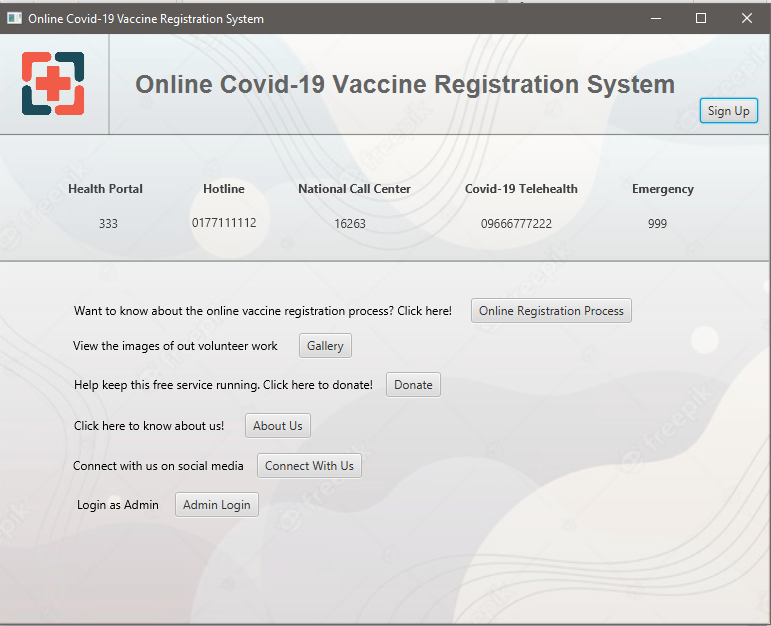 Online Covid-19 Vaccine Registration System
Online Covid-19 Vaccine Registration System
Sign Up
Health Portal Hotline National Call Center Covid-19 Telehealth Emergency
333 0177111112 16263 09666777222 999
Want to know about the online vaccine registration process? Click here! Online Registration Process
View the images of out volunteer work Gallery
Help keep this free service running. Click here to donate! Donate
Click here to know about us! About Us
Connect with us on social media Connect With Us
Login as Admin Admin Login
freepik